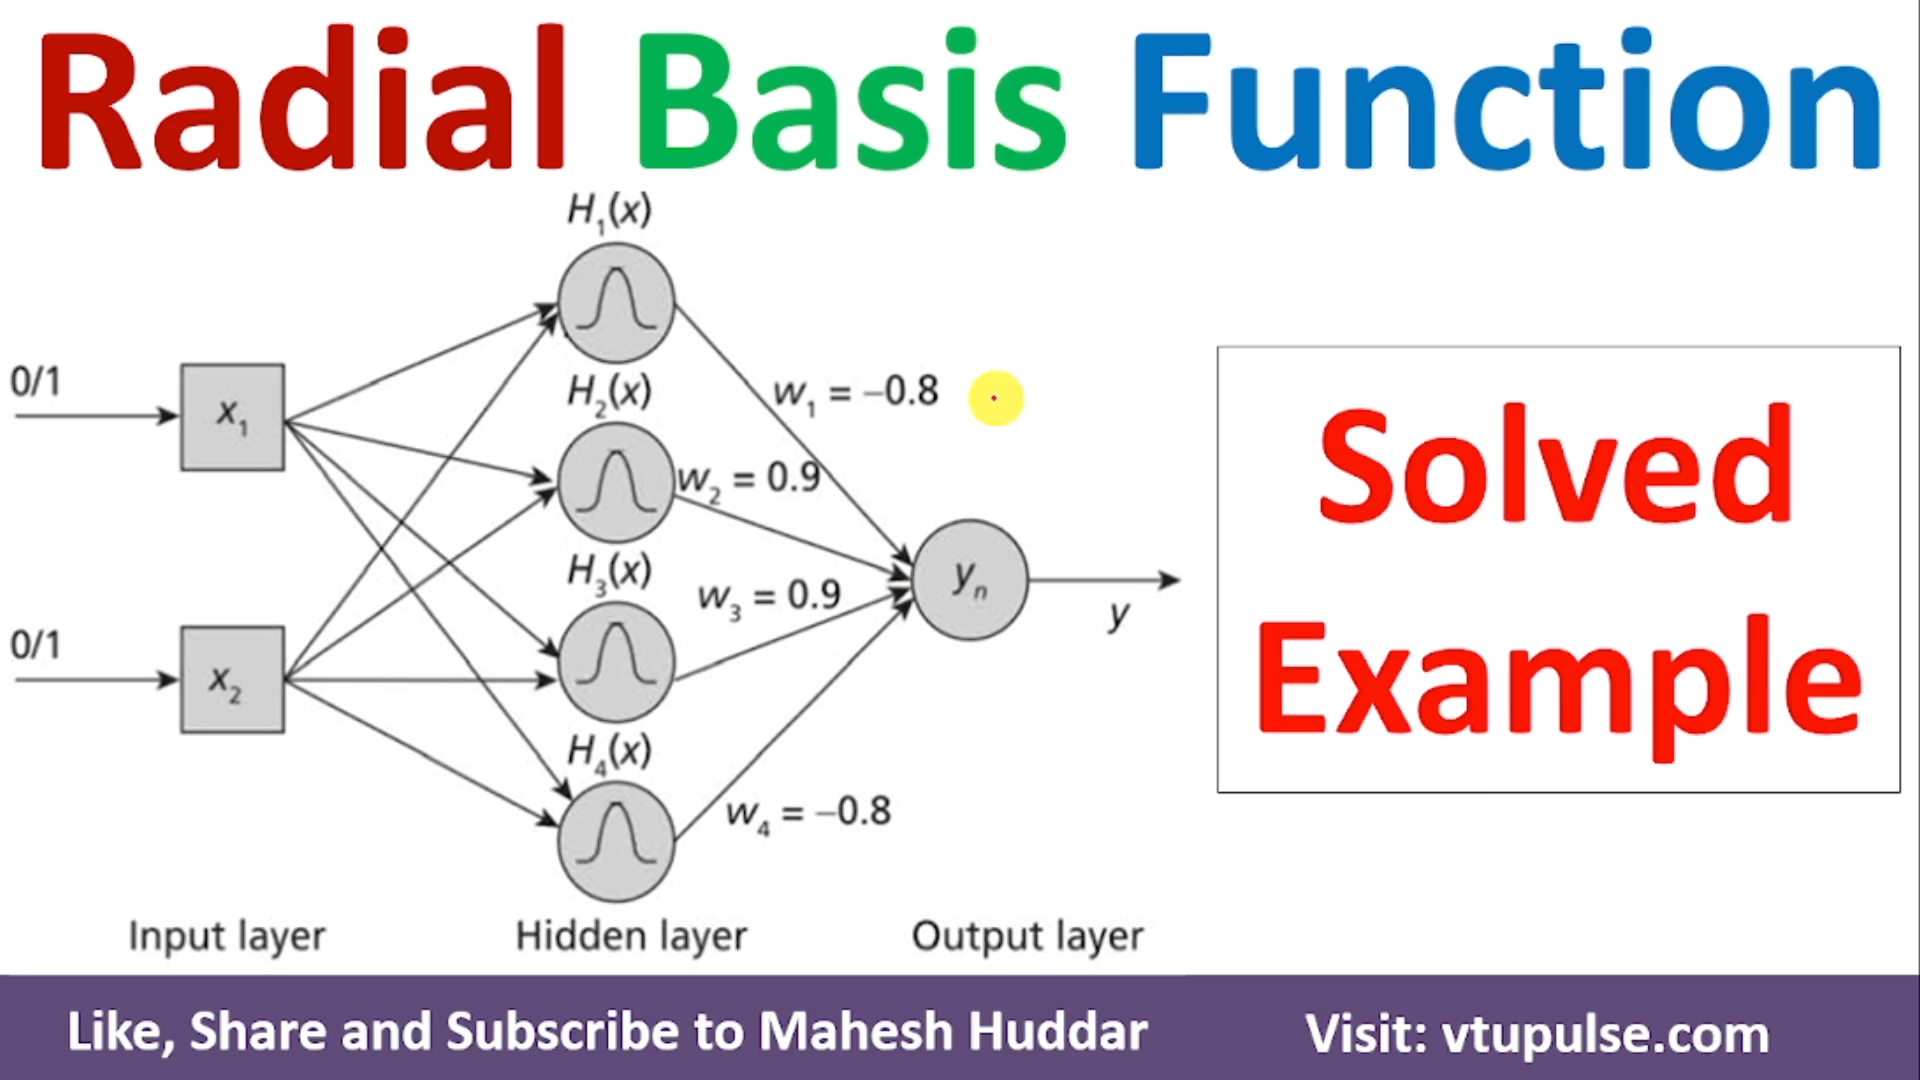 Radial Basis Function
H₁(x)
0/1
x₁
H₂(x)
w₁ = –0.8
w₂ = 0.9
Solved
Example
H₃(x)
w₃ = 0.9
yₙ
y
0/1
x₂
H₄(x)
w₄ = –0.8
Input layer
Hidden layer
Output layer
Like, Share and Subscribe to Mahesh Huddar
Visit: vtupulse.com